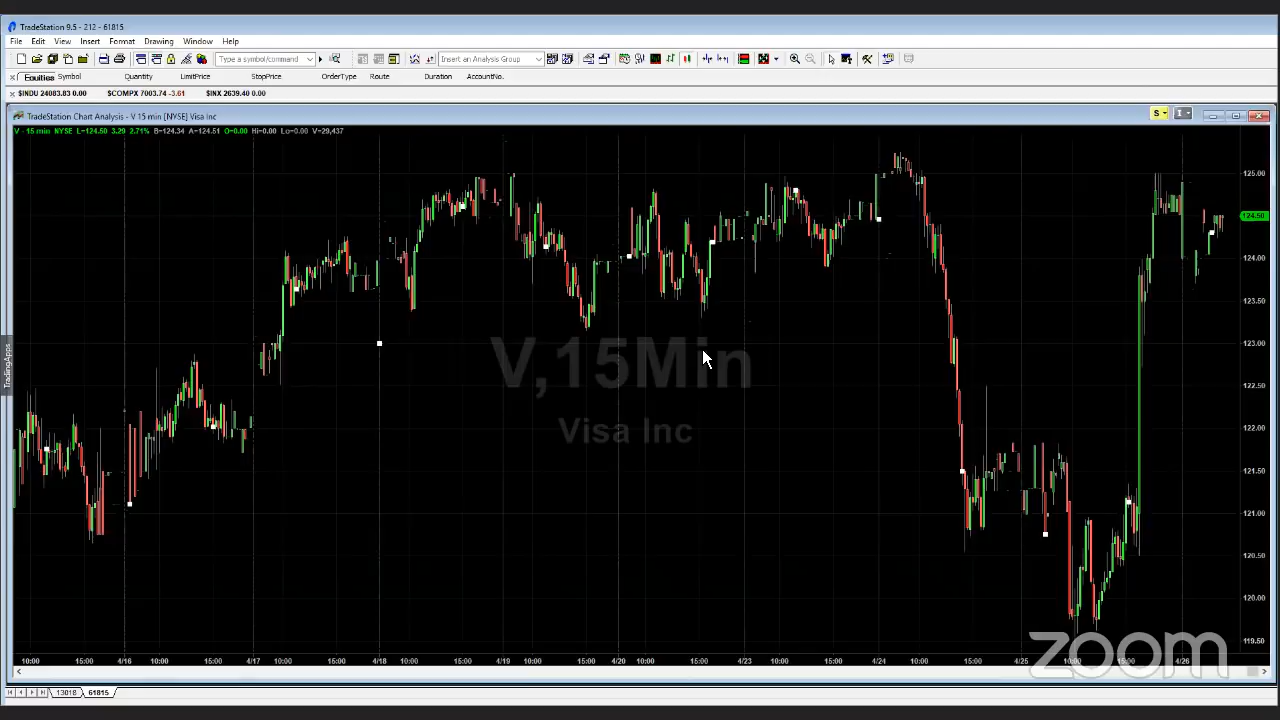 TradeStation 9.5 - 212 - 61815
File Edit View Insert Format Drawing Window Help
Type a symbol/command
Insert an Analysis Group
Equities Symbol Quantity LimitPrice StopPrice OrderType Route Duration AccountNo.
$INDU 24083.83 0.00 $COMPX 7003.74 -3.61 $INX 2639.40 0.00
TradeStation Chart Analysis - V 15 min [NYSE] Visa Inc
S I
V - 15 min NYSE L=124.50 3.29 2.71% B=124.34 A=124.51 O=0.00 Hi=0.00 Lo=0.00 V=29,437
125.00
124.50
124.00
123.50
123.00
122.50
122.00
121.50
121.00
120.50
120.00
119.50
V,15Min
Visa Inc
TradingApps
10:00 15:00 4/16 10:00 15:00 4/17 10:00 15:00 4/18 10:00 15:00 4/19 10:00 15:00 4/20 10:00 15:00 4/23 10:00 15:00 4/24 10:00 15:00 4/25 10:00 15:00 4/26
zoom
13018 61815